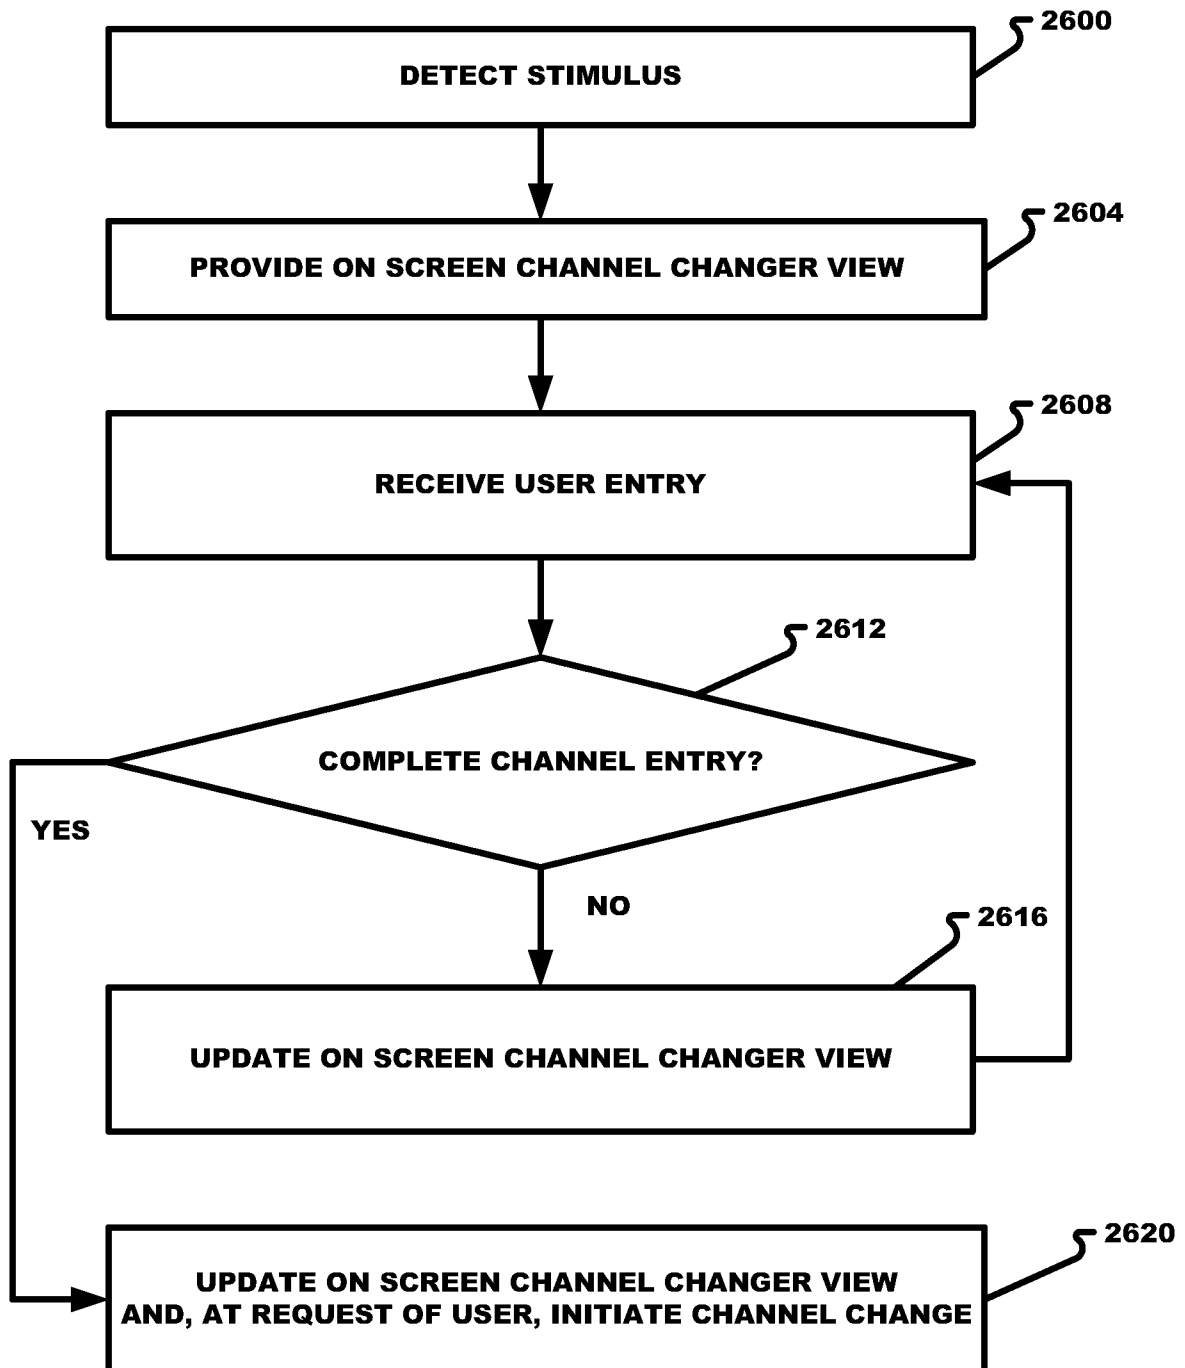 2600
DETECT STIMULUS
2604
PROVIDE ON SCREEN CHANNEL CHANGER VIEW
2608
RECEIVE USER ENTRY
2612
COMPLETE CHANNEL ENTRY?
YES
NO
2616
UPDATE ON SCREEN CHANNEL CHANGER VIEW
2620
UPDATE ON SCREEN CHANNEL CHANGER VIEW
AND, AT REQUEST OF USER, INITIATE CHANNEL CHANGE